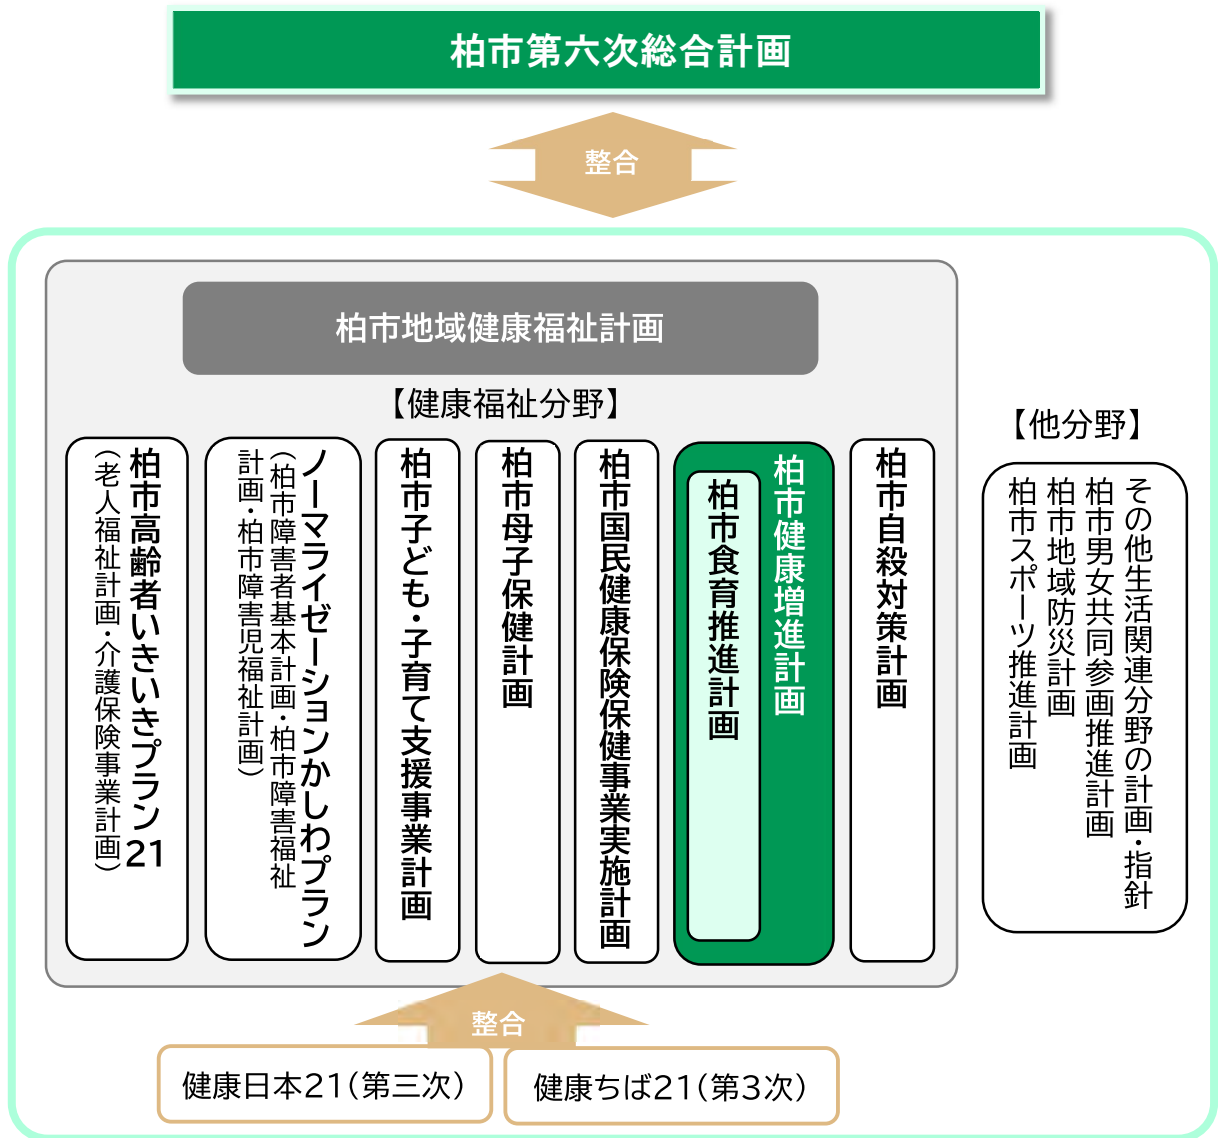 柏市第六次総合計画
整合
柏市地域健康福祉計画
【健康福祉分野】
柏市高齢者いきいきプラン21
（老人福祉計画・介護保険事業計画）
ノーマライゼーションかしわプラン
（柏市障害者基本計画・柏市障害福祉
計画・柏市障害児福祉計画）
柏市子ども・子育て支援事業計画
柏市母子保健計画
柏市国民健康保険保健事業実施計画
柏市健康増進計画
柏市食育推進計画
柏市自殺対策計画
【他分野】
その他生活関連分野の計画・指針
柏市男女共同参画推進計画
柏市地域防災計画
柏市スポーツ推進計画
整合
健康日本21（第三次）
健康ちば21（第3次）